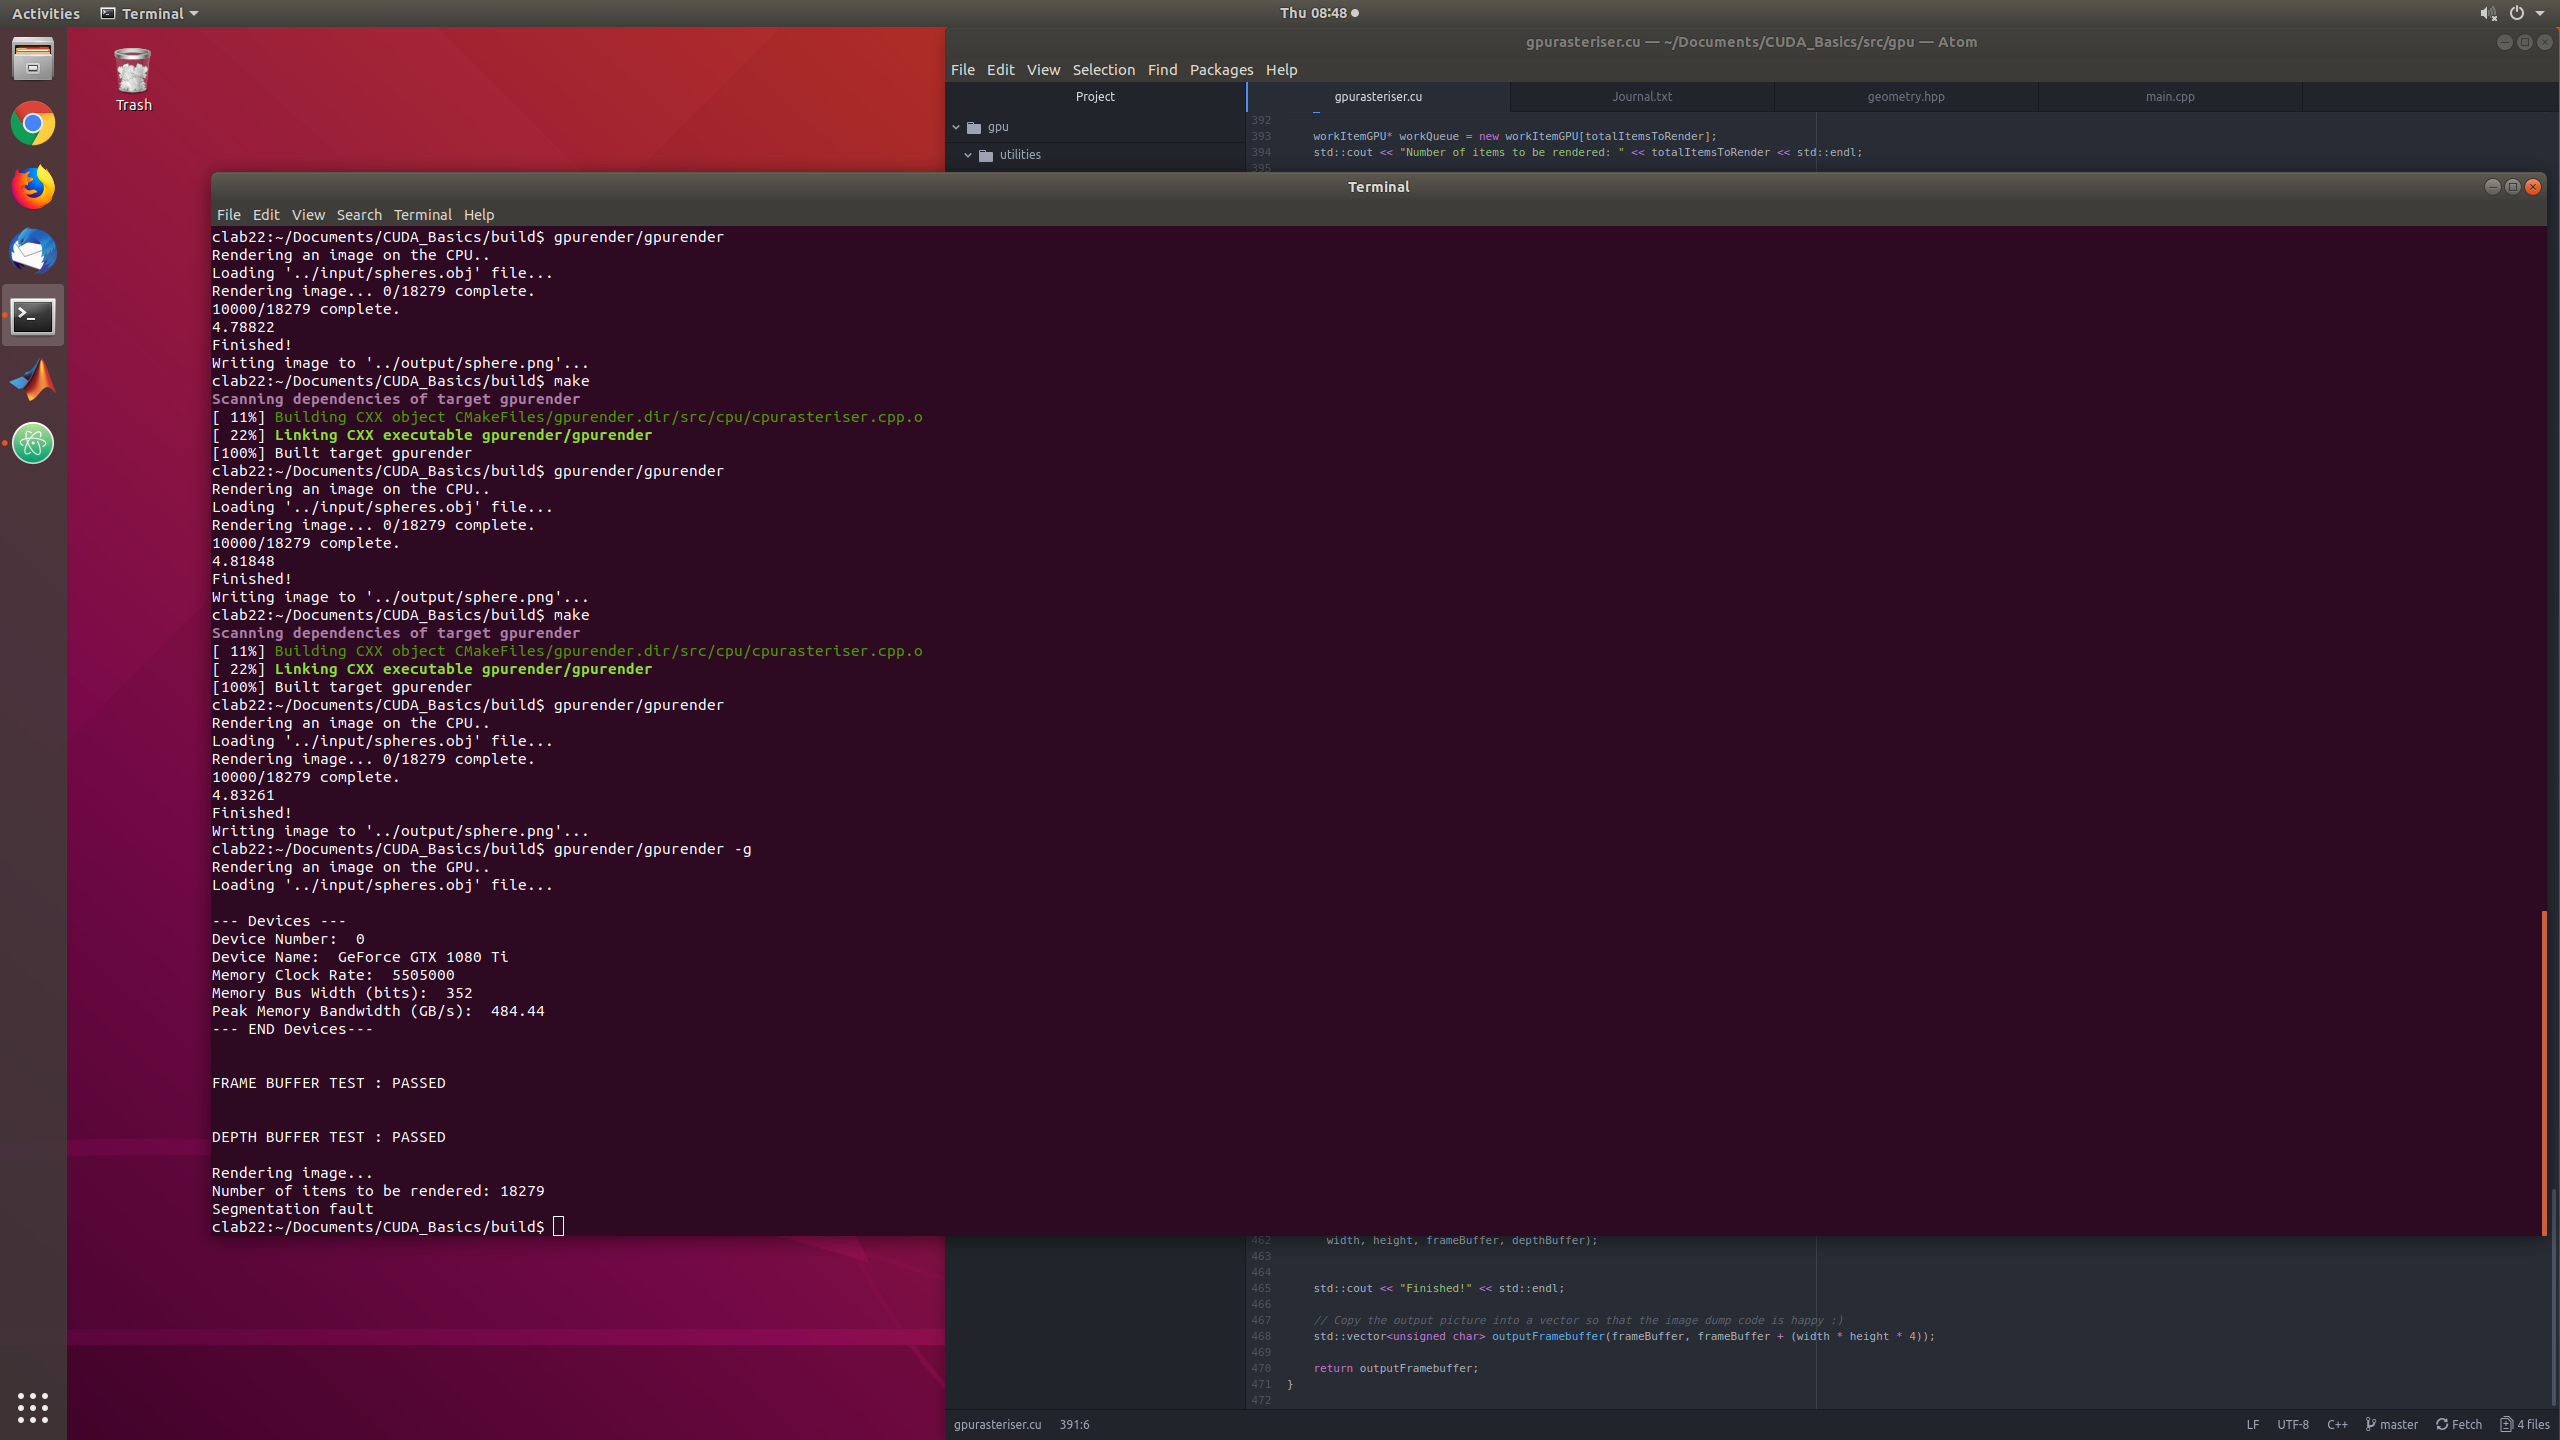 Activities Terminal Thu 08:48
Trash
gpurasteriser.cu — ~/Documents/CUDA_Basics/src/gpu — Atom
File Edit View Selection Find Packages Help
Project gpurasteriser.cu Journal.txt geometry.hpp main.cpp
gpu
utilities
392
393 workItemGPU* workQueue = new workItemGPU[totalItemsToRender];
394 std::cout << "Number of items to be rendered: " << totalItemsToRender << std::endl;
395
Terminal
File Edit View Search Terminal Help
clab22:~/Documents/CUDA_Basics/build$ gpurender/gpurender
Rendering an image on the CPU..
Loading '../input/spheres.obj' file...
Rendering image... 0/18279 complete.
10000/18279 complete.
4.78822
Finished!
Writing image to '../output/sphere.png'...
clab22:~/Documents/CUDA_Basics/build$ make
Scanning dependencies of target gpurender
[ 11%] Building CXX object CMakeFiles/gpurender.dir/src/cpu/cpurasteriser.cpp.o
[ 22%] Linking CXX executable gpurender/gpurender
[100%] Built target gpurender
clab22:~/Documents/CUDA_Basics/build$ gpurender/gpurender
Rendering an image on the CPU..
Loading '../input/spheres.obj' file...
Rendering image... 0/18279 complete.
10000/18279 complete.
4.81848
Finished!
Writing image to '../output/sphere.png'...
clab22:~/Documents/CUDA_Basics/build$ make
Scanning dependencies of target gpurender
[ 11%] Building CXX object CMakeFiles/gpurender.dir/src/cpu/cpurasteriser.cpp.o
[ 22%] Linking CXX executable gpurender/gpurender
[100%] Built target gpurender
clab22:~/Documents/CUDA_Basics/build$ gpurender/gpurender
Rendering an image on the CPU..
Loading '../input/spheres.obj' file...
Rendering image... 0/18279 complete.
10000/18279 complete.
4.83261
Finished!
Writing image to '../output/sphere.png'...
clab22:~/Documents/CUDA_Basics/build$ gpurender/gpurender -g
Rendering an image on the GPU..
Loading '../input/spheres.obj' file...
--- Devices ---
Device Number:  0
Device Name:  GeForce GTX 1080 Ti
Memory Clock Rate:  5505000
Memory Bus Width (bits):  352
Peak Memory Bandwidth (GB/s):  484.44
--- END Devices---
FRAME BUFFER TEST : PASSED
DEPTH BUFFER TEST : PASSED
Rendering image...
Number of items to be rendered: 18279
Segmentation fault
clab22:~/Documents/CUDA_Basics/build$
462 width, height, frameBuffer, depthBuffer);
463
464
465 std::cout << "Finished!" << std::endl;
466
467 // Copy the output picture into a vector so that the image dump code is happy :)
468 std::vector<unsigned char> outputFramebuffer(frameBuffer, frameBuffer + (width * height * 4));
469
470 return outputFramebuffer;
471 }
472
gpurasteriser.cu 391:6 LF UTF-8 C++ master Fetch 4 files